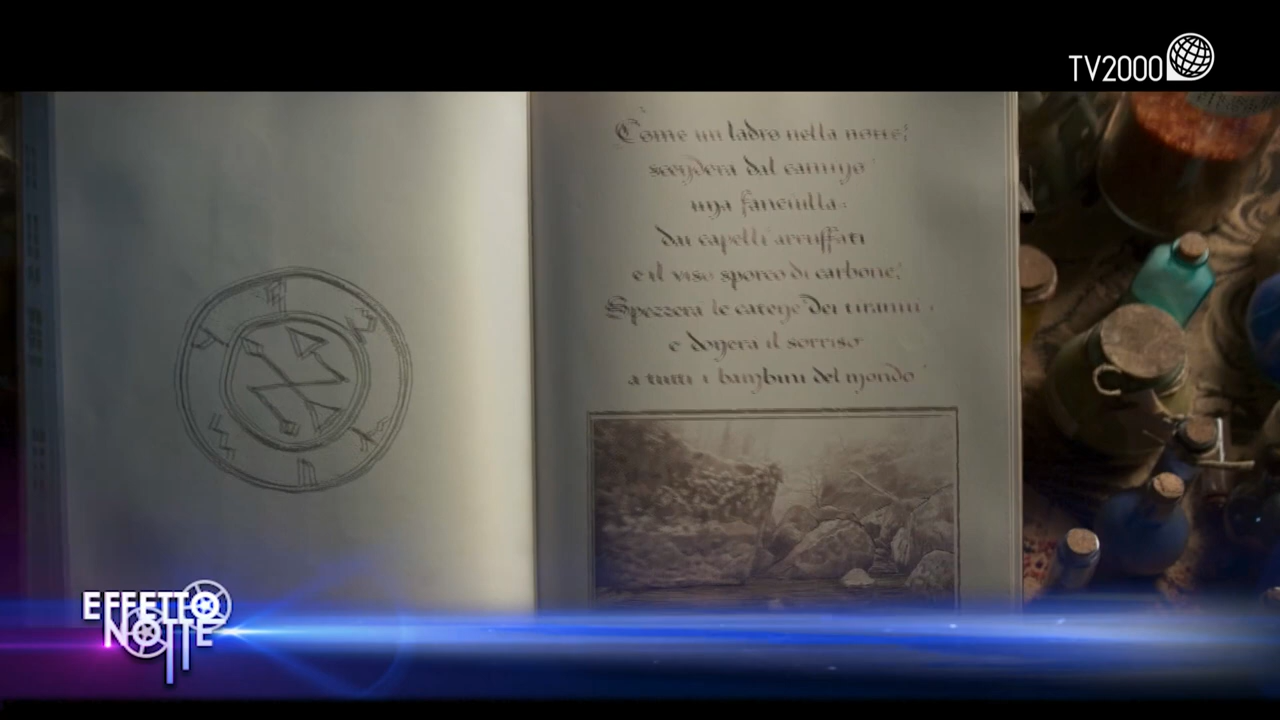 TV2000
Come un ladro nella notte,
scenderà dal camino
una fanciulla
dai capelli arruffati
e il viso sporco di carbone,
Spezzerà le catene dei tiranni
e donerà il sorriso
a tutti i bambini del mondo
EFFETTO
NOTTE